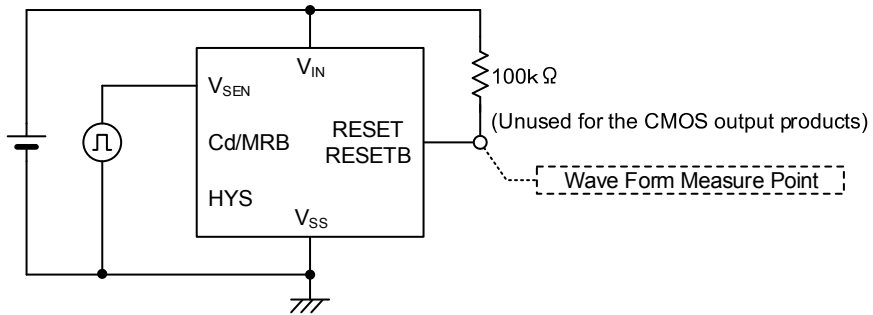 V_IN
100kΩ
V_SEN
(Unused for the CMOS output products)
Cd/MRB
RESET
RESETB
Wave Form Measure Point
HYS
V_SS